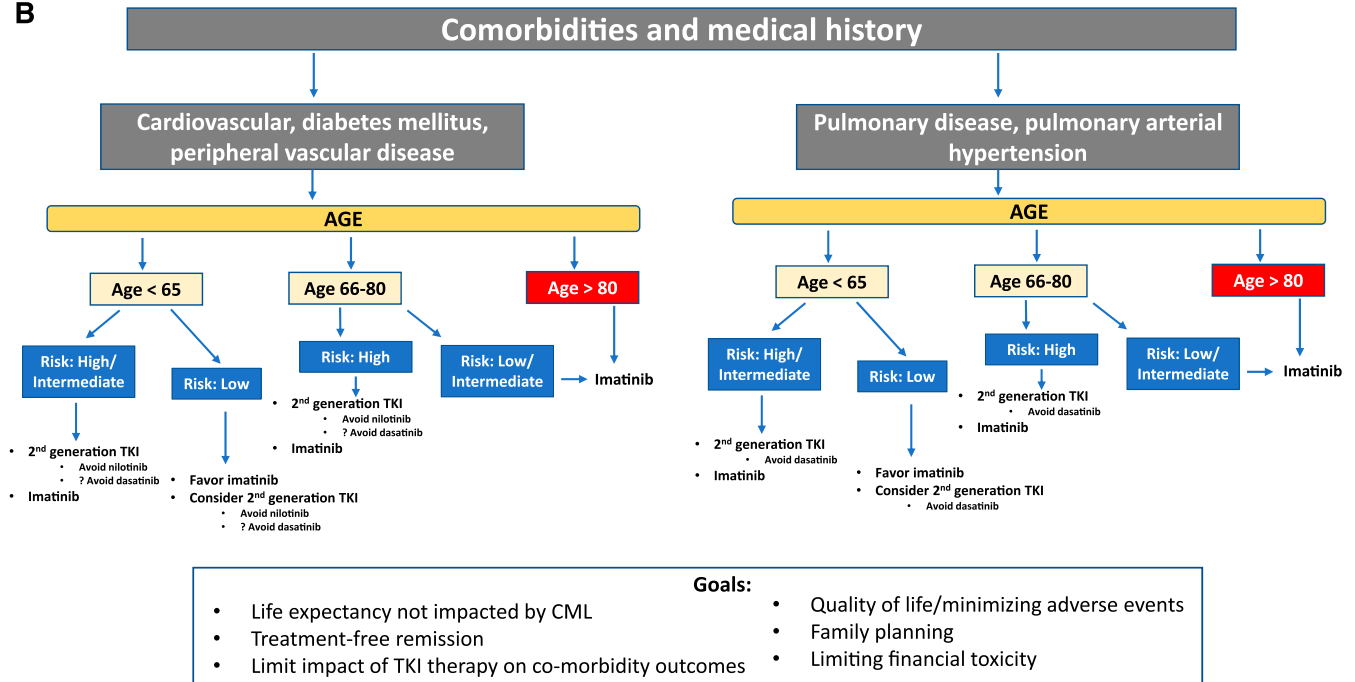 B
Comorbidities and medical history
Cardiovascular, diabetes mellitus,
peripheral vascular disease
AGE
Age < 65
Age 66-80
Age > 80
Risk: High/
Intermediate
Risk: Low
Risk: High
Risk: Low/
Intermediate
Imatinib
• 2nd generation TKI
• Avoid nilotinib
• ? Avoid dasatinib
• Imatinib
• Favor imatinib
• Consider 2nd generation TKI
• Avoid nilotinib
• ? Avoid dasatinib
• 2nd generation TKI
• Avoid nilotinib
• ? Avoid dasatinib
• Imatinib
Pulmonary disease, pulmonary arterial
hypertension
AGE
Age < 65
Age 66-80
Age > 80
Risk: High/
Intermediate
Risk: Low
Risk: High
Risk: Low/
Intermediate
Imatinib
• 2nd generation TKI
• Avoid dasatinib
• Imatinib
• Favor imatinib
• Consider 2nd generation TKI
• Avoid dasatinib
• 2nd generation TKI
• Avoid dasatinib
• Imatinib
Goals:
• Life expectancy not impacted by CML
• Treatment-free remission
• Limit impact of TKI therapy on co-morbidity outcomes
• Quality of life/minimizing adverse events
• Family planning
• Limiting financial toxicity